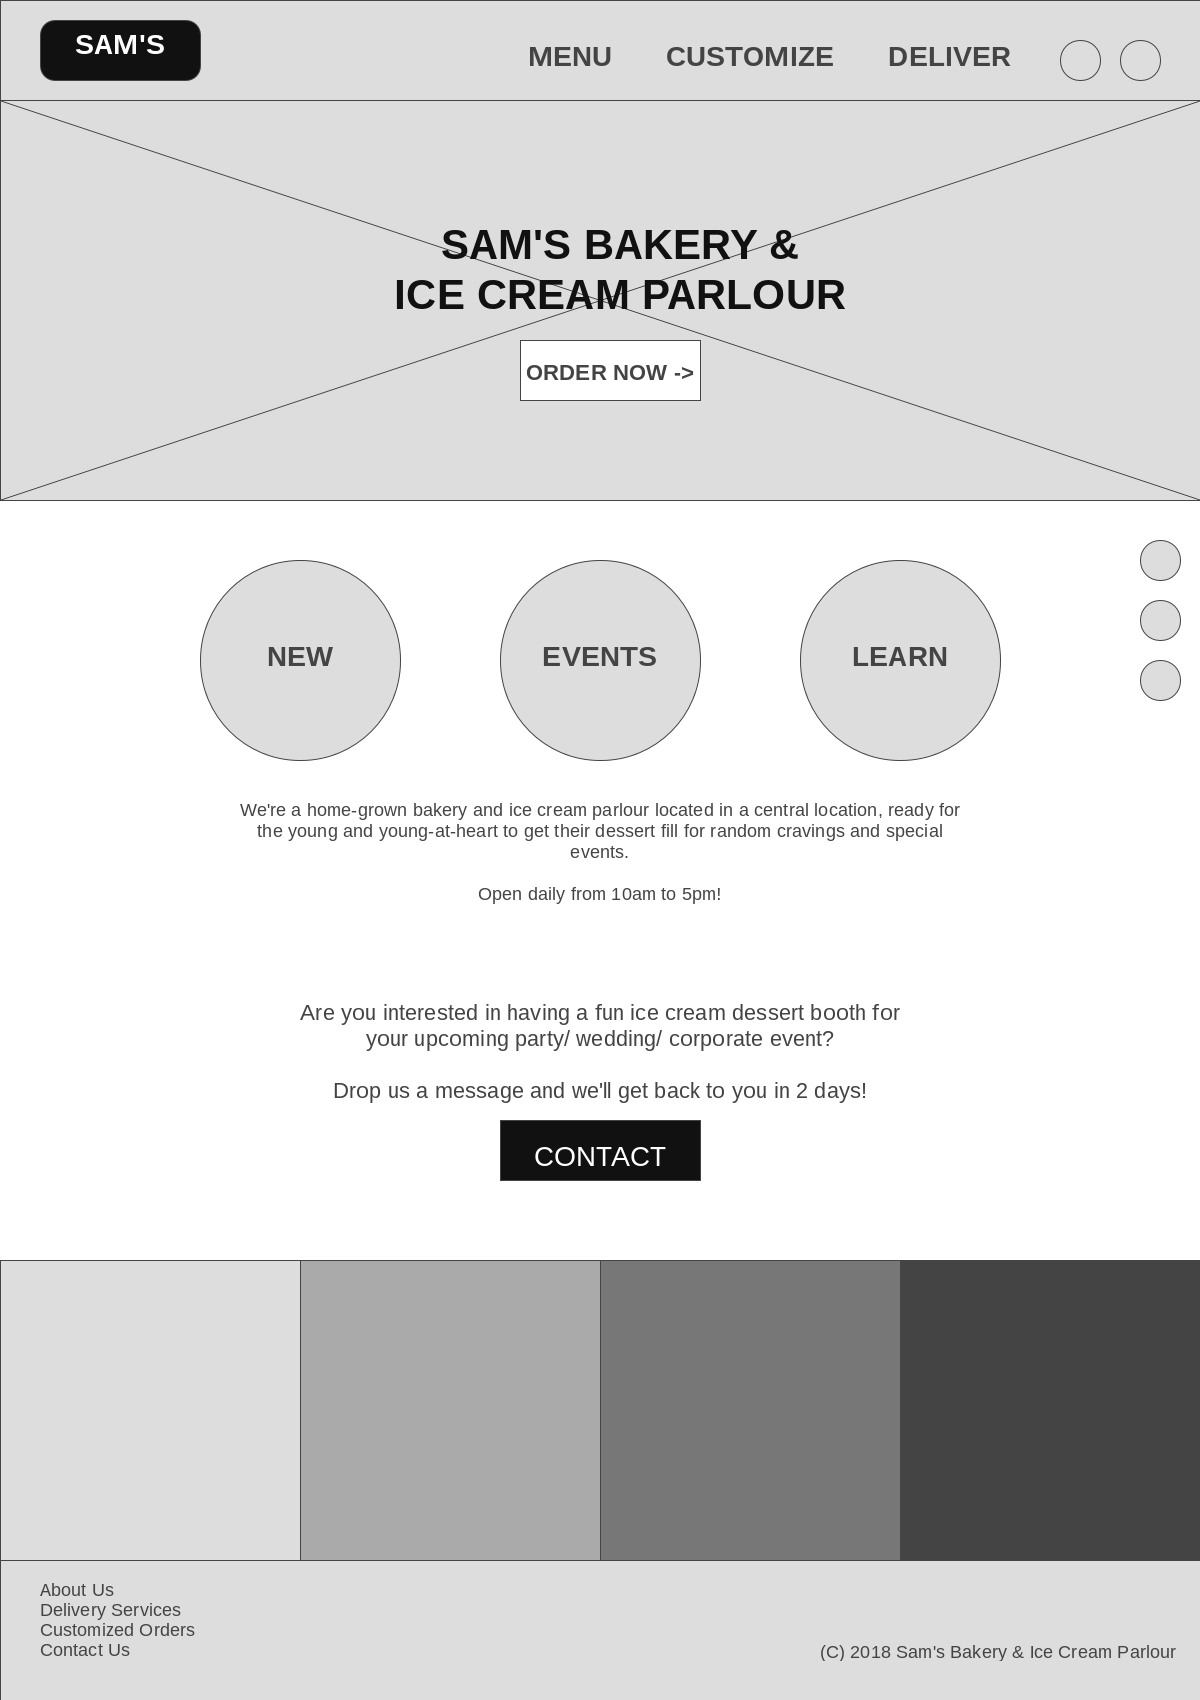 SAM'S
MENU CUSTOMIZE DELIVER
SAM'S BAKERY &
ICE CREAM PARLOUR
ORDER NOW ->
NEW EVENTS LEARN
We're a home-grown bakery and ice cream parlour located in a central location, ready for
the young and young-at-heart to get their dessert fill for random cravings and special
events.
Open daily from 10am to 5pm!
Are you interested in having a fun ice cream dessert booth for
your upcoming party/ wedding/ corporate event?
Drop us a message and we'll get back to you in 2 days!
CONTACT
About Us
Delivery Services
Customized Orders
Contact Us
(C) 2018 Sam's Bakery & Ice Cream Parlour